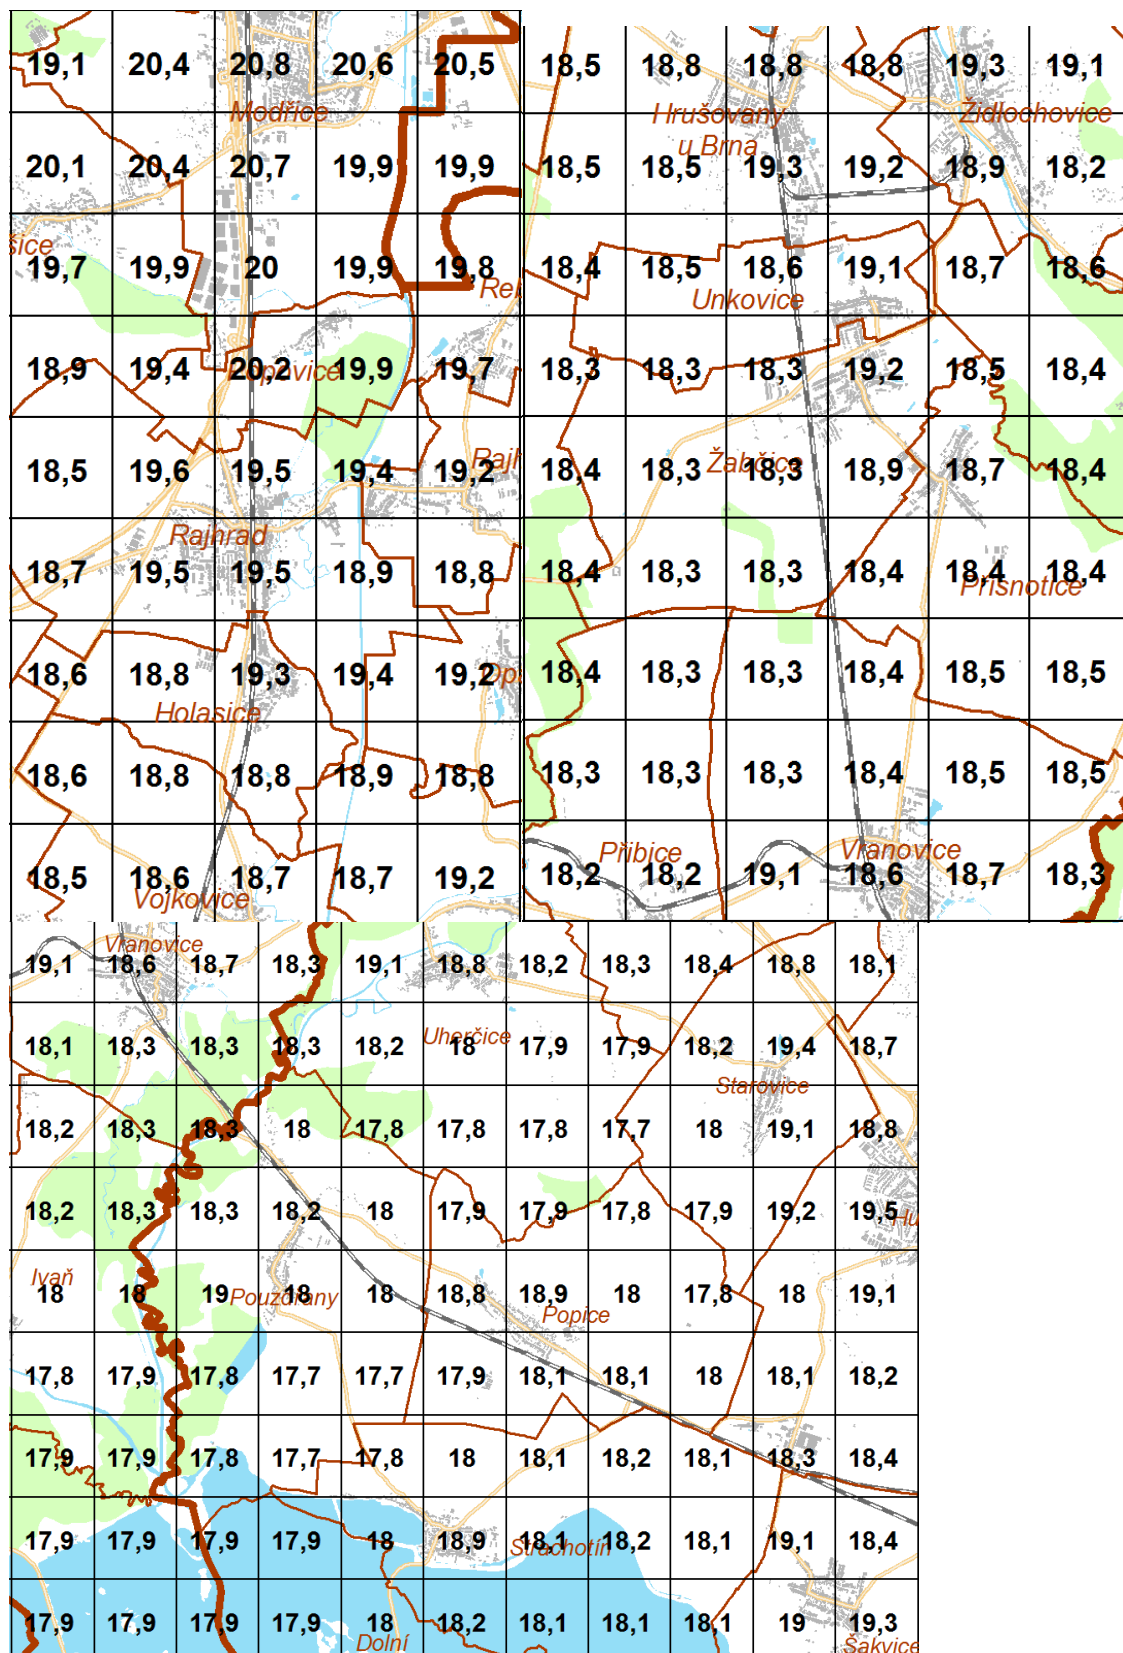 19,1 20,4 20,8 20,6 20,5
Modřice
20,1 20,4 20,7 19,9 19,9
šice
19,7 19,9 20 19,9 19,8
18,9 19,4 20,2 19,9 19,7
18,5 19,6 19,5 19,4 19,2
Rajhrad
18,7 19,5 19,5 18,9 18,8
18,6 18,8 19,3 19,4 19,2
Holasice
18,6 18,8 18,8 18,9 18,8
18,5 18,6 18,7 18,7 19,2
Vojkovice
18,5 18,8 18,8 18,8 19,3 19,1
Hrušovany Židlochovice
u Brna
18,5 18,5 19,3 19,2 18,9 18,2
18,4 18,5 18,6 19,1 18,7 18,6
Unkovice
18,3 18,3 18,3 19,2 18,5 18,4
Žabčice
18,4 18,3 18,3 18,9 18,7 18,4
18,4 18,3 18,3 18,4 18,4 18,4
Přisnotice
18,4 18,3 18,3 18,4 18,5 18,5
18,3 18,3 18,3 18,4 18,5 18,5
Přibice Vranovice
18,2 18,2 19,1 18,6 18,7 18,3
Vranovice
19,1 18,6 18,7 18,3 19,1 18,8 18,2 18,3 18,4 18,8 18,1
Uherčice
18,1 18,3 18,3 18,3 18,2 18 17,9 17,9 18,2 19,4 18,7
Starovice
18,2 18,3 18,3 18 17,8 17,8 17,8 17,7 18 19,1 18,8
18,2 18,3 18,3 18,2 18 17,9 17,9 17,8 17,9 19,2 19,5
Hu
Ivaň
18 18 19 18 18 18,8 18,9 18 17,8 18 19,1
Pouzdřany Popice
17,8 17,9 17,8 17,7 17,7 17,9 18,1 18,1 18 18,1 18,2
17,9 17,9 17,8 17,7 17,8 18 18,1 18,2 18,1 18,3 18,4
17,9 17,9 17,9 17,9 18 18,9 18,1 18,2 18,1 19,1 18,4
Strachotín
17,9 17,9 17,9 17,9 18 18,2 18,1 18,1 18,1 19 19,3
Dolní Šakvice